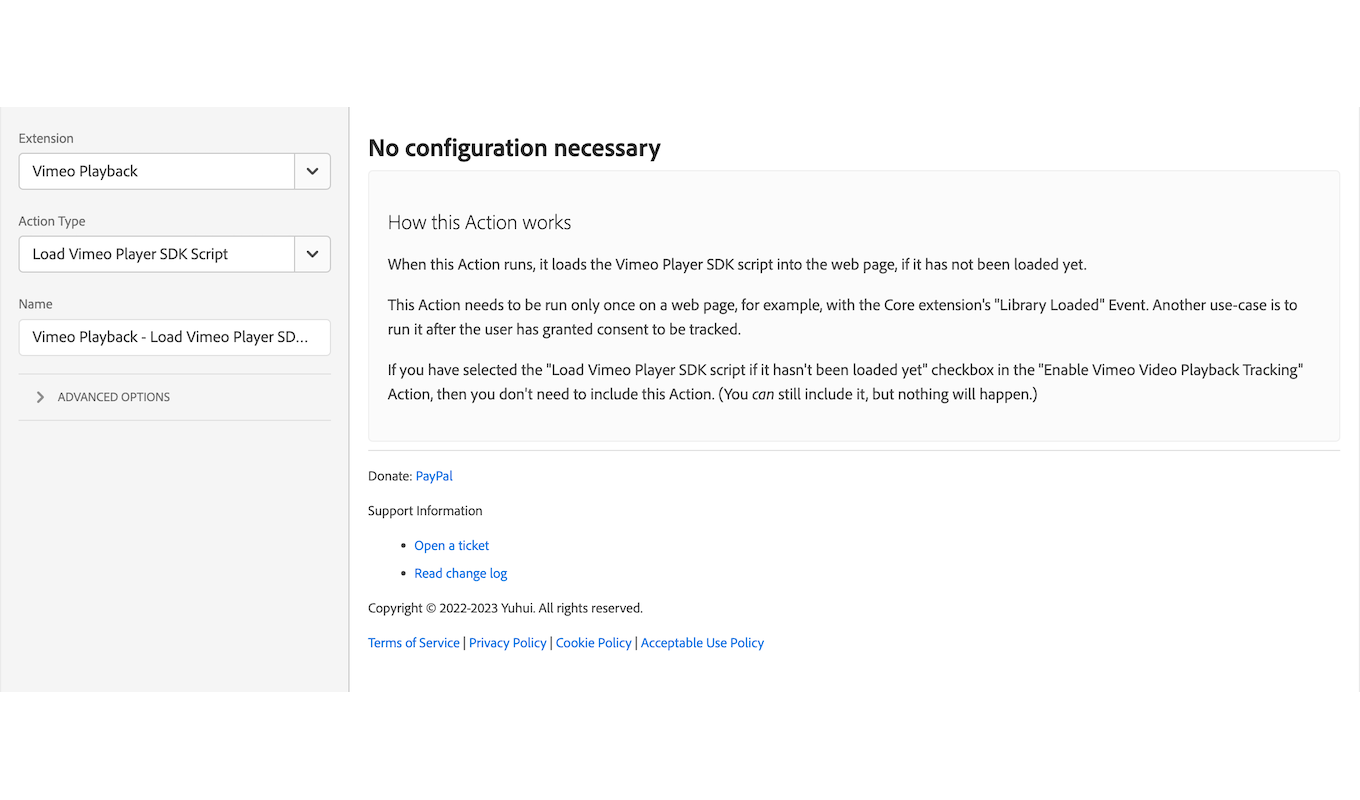 Extension
Vimeo Playback
Action Type
Load Vimeo Player SDK Script
Name
Vimeo Playback - Load Vimeo Player SD...
ADVANCED OPTIONS
No configuration necessary
How this Action works
When this Action runs, it loads the Vimeo Player SDK script into the web page, if it has not been loaded yet.
This Action needs to be run only once on a web page, for example, with the Core extension's "Library Loaded" Event. Another use-case is to
run it after the user has granted consent to be tracked.
If you have selected the "Load Vimeo Player SDK script if it hasn't been loaded yet" checkbox in the "Enable Vimeo Video Playback Tracking"
Action, then you don't need to include this Action. (You can still include it, but nothing will happen.)
Donate: PayPal
Support Information
• Open a ticket
• Read change log
Copyright © 2022-2023 Yuhui. All rights reserved.
Terms of Service | Privacy Policy | Cookie Policy | Acceptable Use Policy